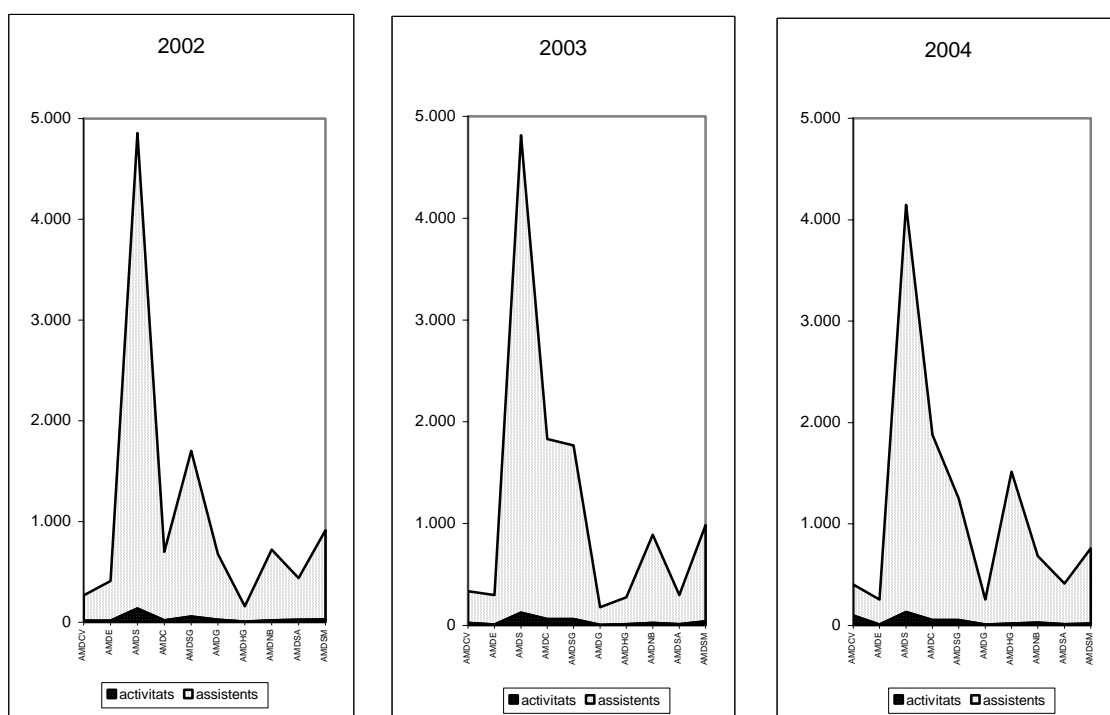 2002
5.000
4.000
3.000
2.000
1.000
0
AMDCV
AMDE
AMDS
AMDC
AMDSG
AMDG
AMDHG
AMDNB
AMDSA
AMDSM
activitats assistents
2003
5.000
4.000
3.000
2.000
1.000
0
AMDCV
AMDE
AMDS
AMDC
AMDSG
AMDG
AMDHG
AMDNB
AMDSA
AMDSM
activitats assistents
2004
5.000
4.000
3.000
2.000
1.000
0
AMDCV
AMDE
AMDS
AMDC
AMDSG
AMDG
AMDHG
AMDNB
AMDSA
AMDSM
activitats assistents